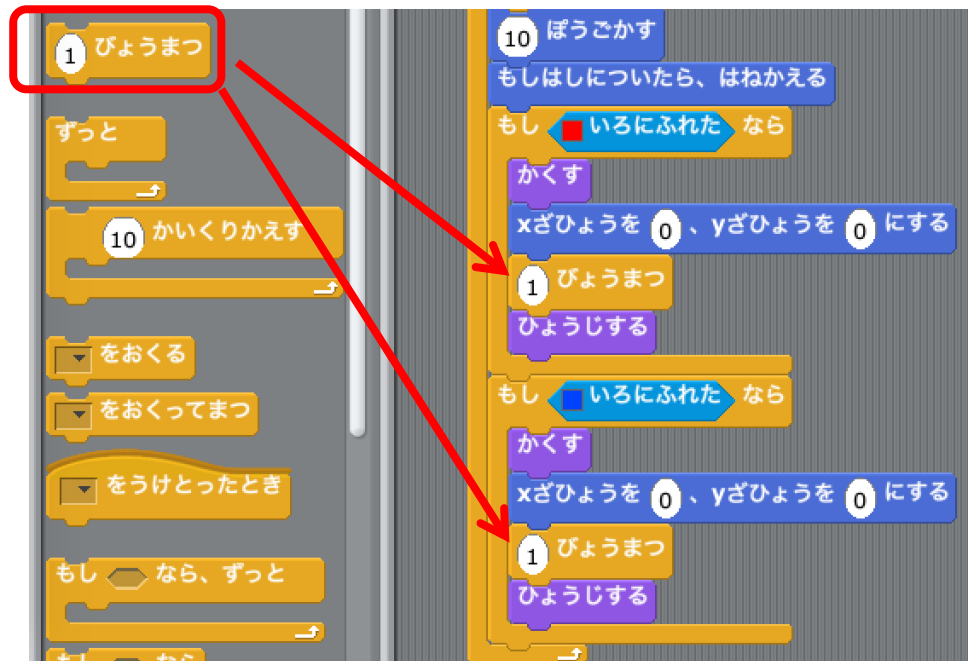 1 びょうまつ
ずっと
10 かいくりかえす
をおくる
をおくってまつ
をうけとったとき
もし なら、ずっと
もし なら
10 ほうごかす
もしはしについたら、はねかえる
もし いろにふれた なら
かくす
xざひょうを 0 、yざひょうを 0 にする
1 びょうまつ
ひょうじする
もし いろにふれた なら
かくす
xざひょうを 0 、yざひょうを 0 にする
1 びょうまつ
ひょうじする